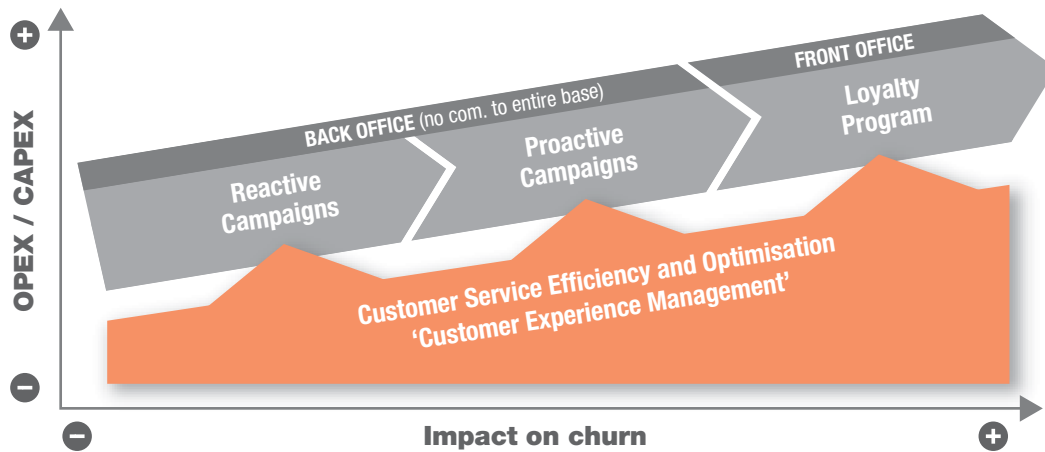 +
OPEX / CAPEX
−
BACK OFFICE (no com. to entire base)
FRONT OFFICE
Reactive
Campaigns
Proactive
Campaigns
Loyalty
Program
Customer Service Efficiency and Optimisation
‘Customer Experience Management’
−
Impact on churn
+